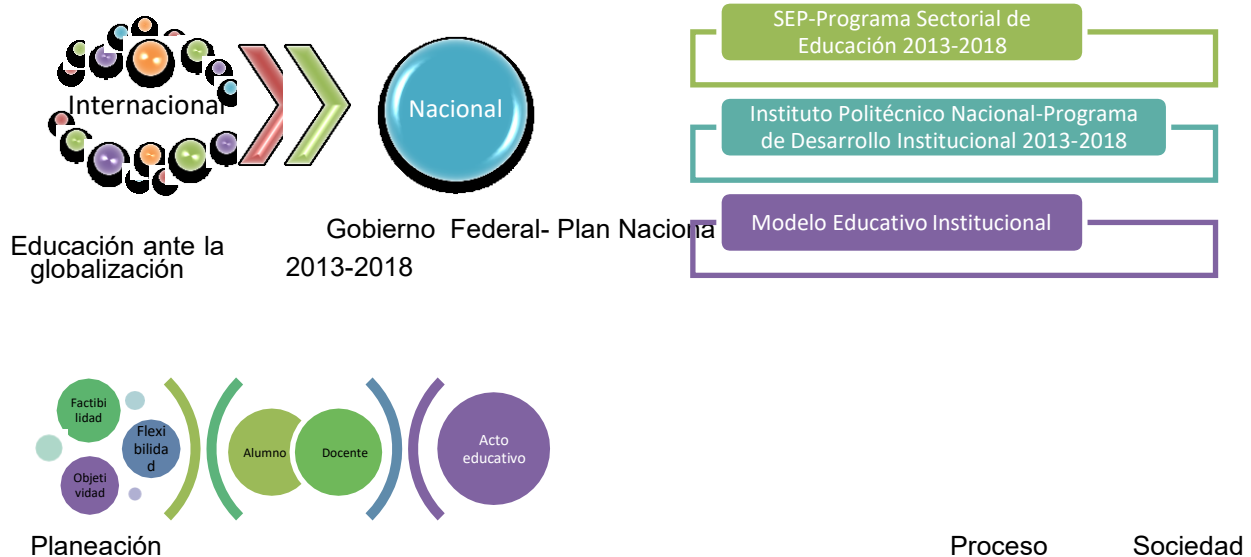 SEP-Programa Sectorial de
Educación 2013-2018
Internacional
Nacional
Instituto Politécnico Nacional-Programa
de Desarrollo Institucional 2013-2018
Modelo Educativo Institucional
Gobierno Federal- Plan Naciona
Educación ante la
globalización
2013-2018
Factibi
lidad
Flexi
bilida
d
Objeti
vidad
Alumno
Docente
Acto
educativo
Planeación
Proceso
Sociedad